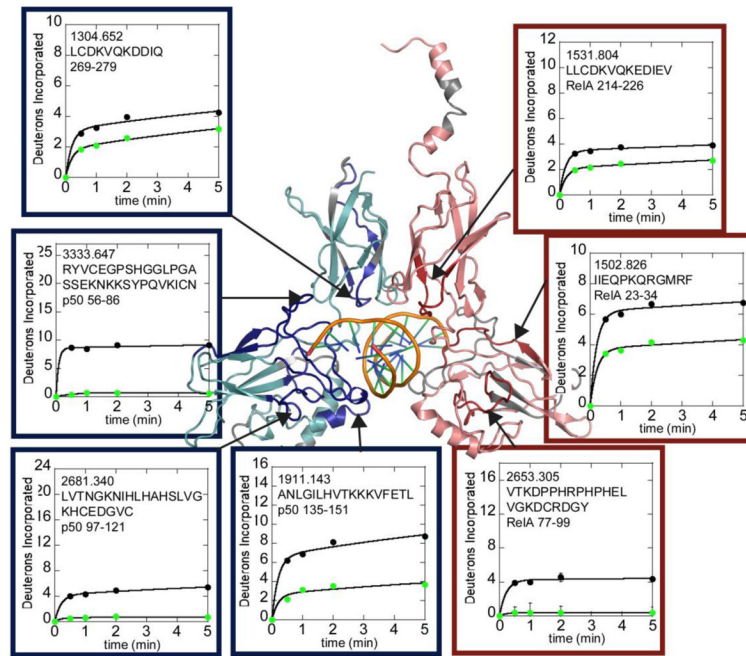 10
8
6
4
2
0
Deuterons Incorporated
1304.652
LCDKVQKDDIQ
269-279
0 1 2 3 4 5
time (min)
12
10
8
6
4
2
0
Deuterons Incorporated
1531.804
LLCDKVQKEDIEV
RelA 214-226
0 1 2 3 4 5
time (min)
25
20
15
10
5
0
Deuterons Incorporated
3333.647
RYVCEGPSHGGLPGA
SSEKNKKSYPQVKICN
p50 56-86
0 1 2 3 4 5
time (min)
10
8
6
4
2
0
Deuterons Incorporated
1502.826
IIEQPKQRGMRF
RelA 23-34
0 1 2 3 4 5
time (min)
24
20
16
12
8
4
0
Deuterons Incorporated
2681.340
LVTNGKNIHLHAHSLVG
KHCEDGVC
p50 97-121
0 1 2 3 4 5
time (min)
16
14
12
10
8
6
4
2
0
Deuterons Incorporated
1911.143
ANLGILHVTKKKVFETL
p50 135-151
0 1 2 3 4 5
time (min)
16
12
8
4
0
Deuterons Incorporated
2653.305
VTKDPPHRPHPHEL
VGKDCRDGY
RelA 77-99
0 1 2 3 4 5
time (min)